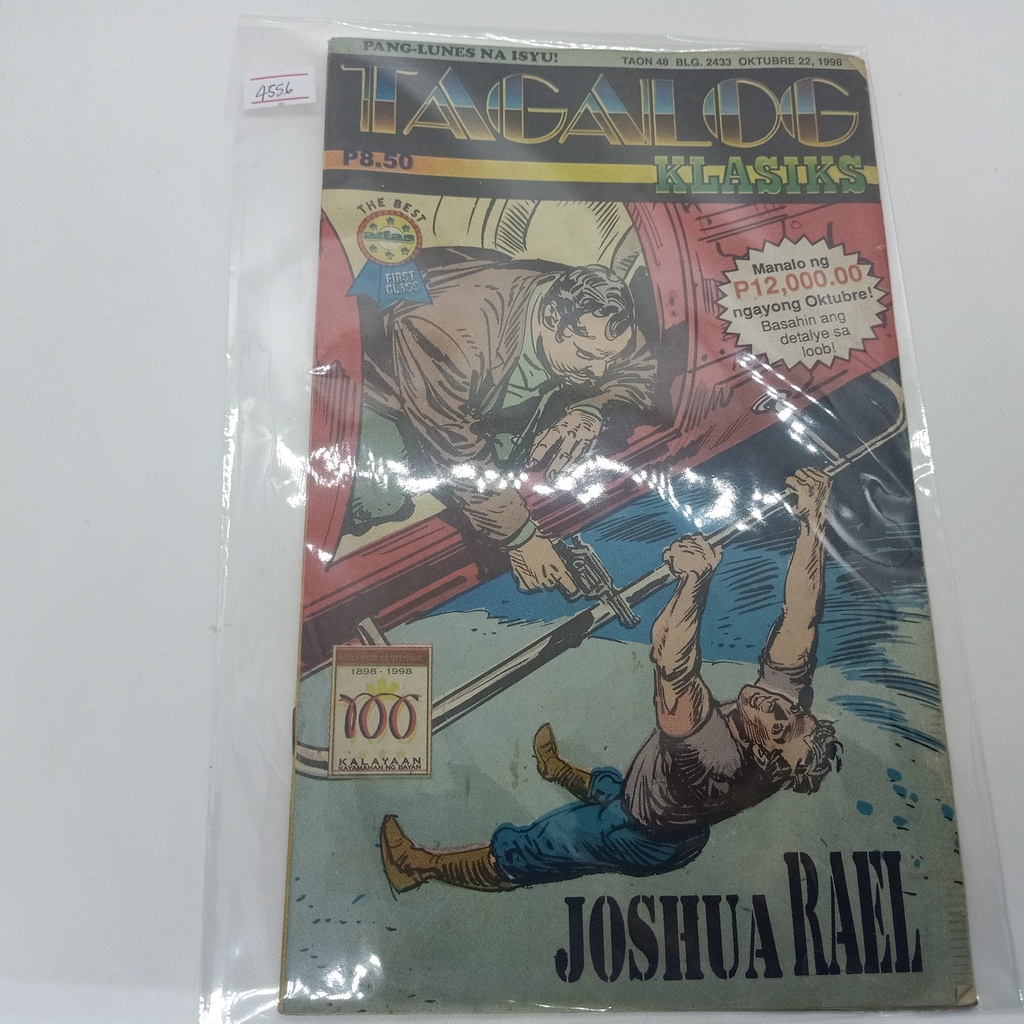 4556
PANG-LUNES NA ISYU!
TAON 48 BLG. 2433 OKTUBRE 22, 1998
TAGALOG
P8.50
KLASIKS
THE BEST
atlas
FIRST
CLASS
Manalo ng
P12,000.00
ngayong Oktubre!
Basahin ang
detalye sa
loob!
1898 - 1998
100
KALAYAAN
KAYAMANAN NG BAYAN
JOSHUA RAEL